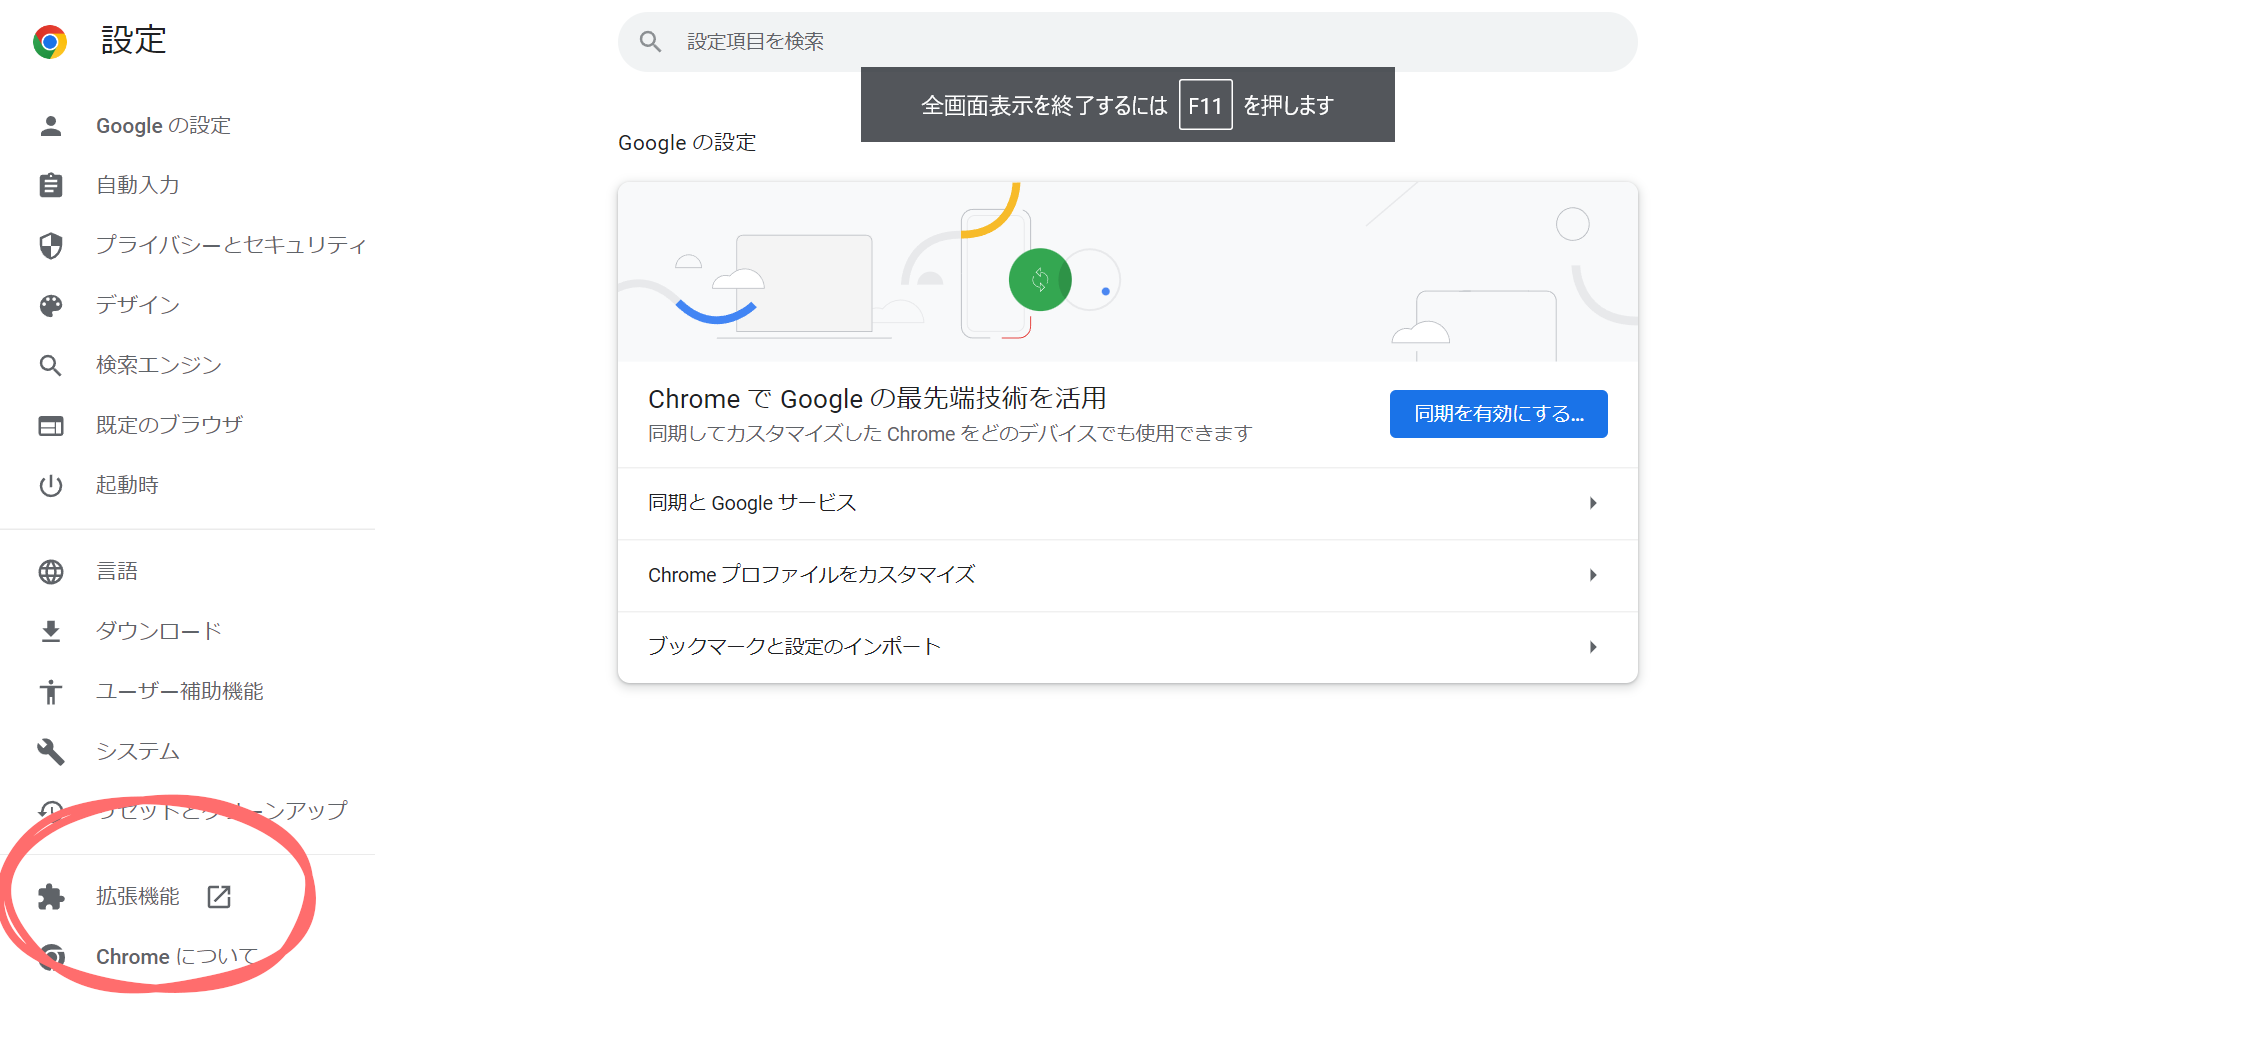 設定
設定項目を検索
全画面表示を終了するには F11 を押します
Google の設定
自動入力
プライバシーとセキュリティ
デザイン
検索エンジン
既定のブラウザ
起動時
言語
ダウンロード
ユーザー補助機能
システム
リセットとクリーンアップ
拡張機能
Chrome について
Google の設定
Chrome で Google の最先端技術を活用
同期してカスタマイズした Chrome をどのデバイスでも使用できます
同期を有効にする...
同期と Google サービス
Chrome プロファイルをカスタマイズ
ブックマークと設定のインポート